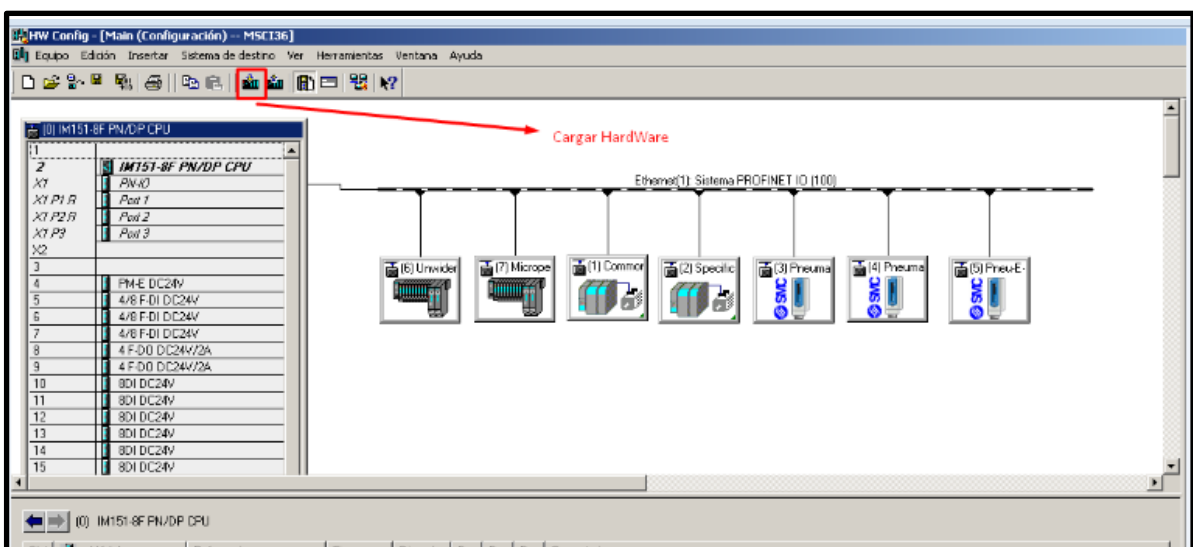 HW Config - [Main (Configuración) -- MSC136]
Equipo Edición Insertar Sistema de destino Ver Herramientas Ventana Ayuda
Cargar HardWare
(0) IM151-8F PN/DP CPU
1
2 IM151-8F PN/DP CPU
X1 PN-IO
X1 P1 R Port 1
X1 P2 R Port 2
X1 P3 Port 3
X2
3
4 PM-E DC24V
5 4/8 F-DI DC24V
6 4/8 F-DI DC24V
7 4/8 F-DI DC24V
8 4 F-DO DC24V/2A
9 4 F-DO DC24V/2A
10 8DI DC24V
11 8DI DC24V
12 8DI DC24V
13 8DI DC24V
14 8DI DC24V
15 8DI DC24V
Ethernet(1): Sistema PROFINET IO (100)
(6) Unwider
(7) Micrope
(1) Commor
(2) Specific
(3) Pneuma
SMC
(4) Pneuma
SMC
(5) Pneu-E-
SMC
(0) IM151-8F PN/DP CPU